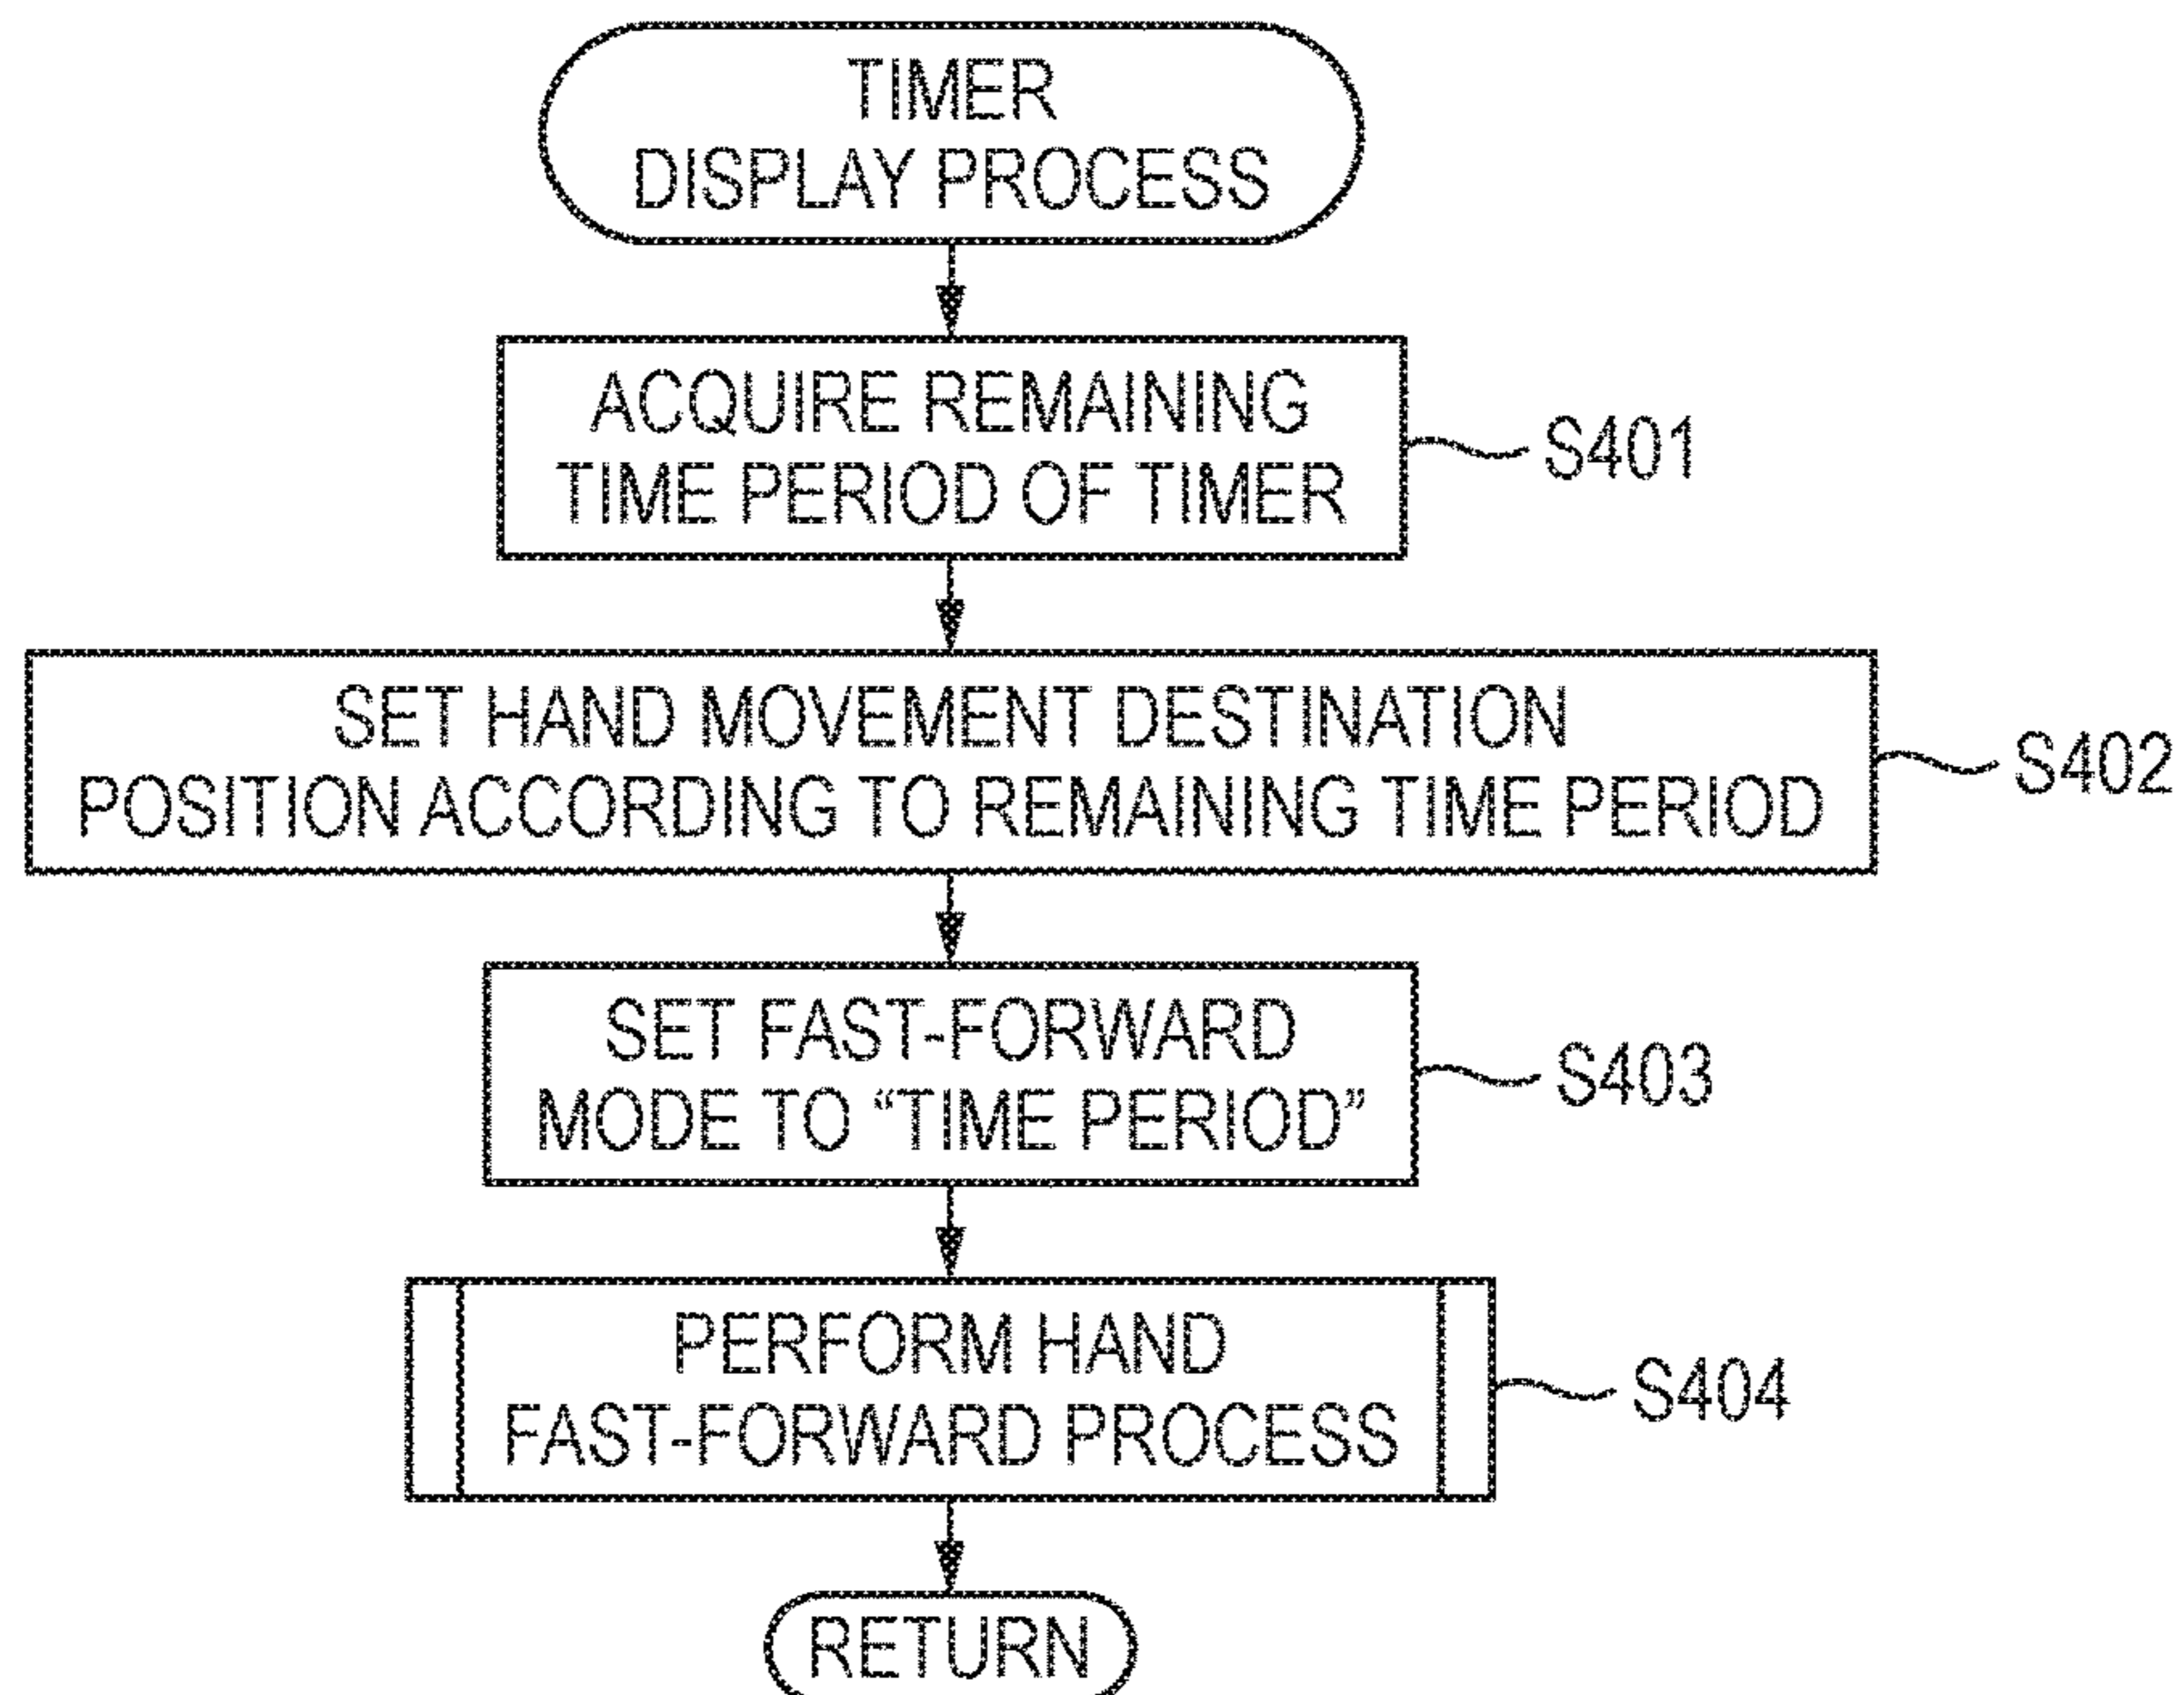 TIMER
DISPLAY PROCESS
ACQUIRE REMAINING
TIME PERIOD OF TIMER
S401
SET HAND MOVEMENT DESTINATION
POSITION ACCORDING TO REMAINING TIME PERIOD
S402
SET FAST-FORWARD
MODE TO “TIME PERIOD”
S403
PERFORM HAND
FAST-FORWARD PROCESS
S404
RETURN